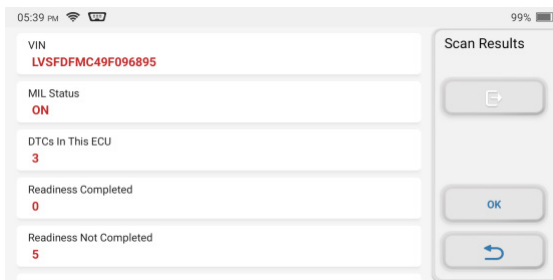 05:39 PM
99%
VIN
LVSFDFMC49F096895
MIL Status
ON
DTCs In This ECU
3
Readiness Completed
0
Readiness Not Completed
5
Scan Results
OK